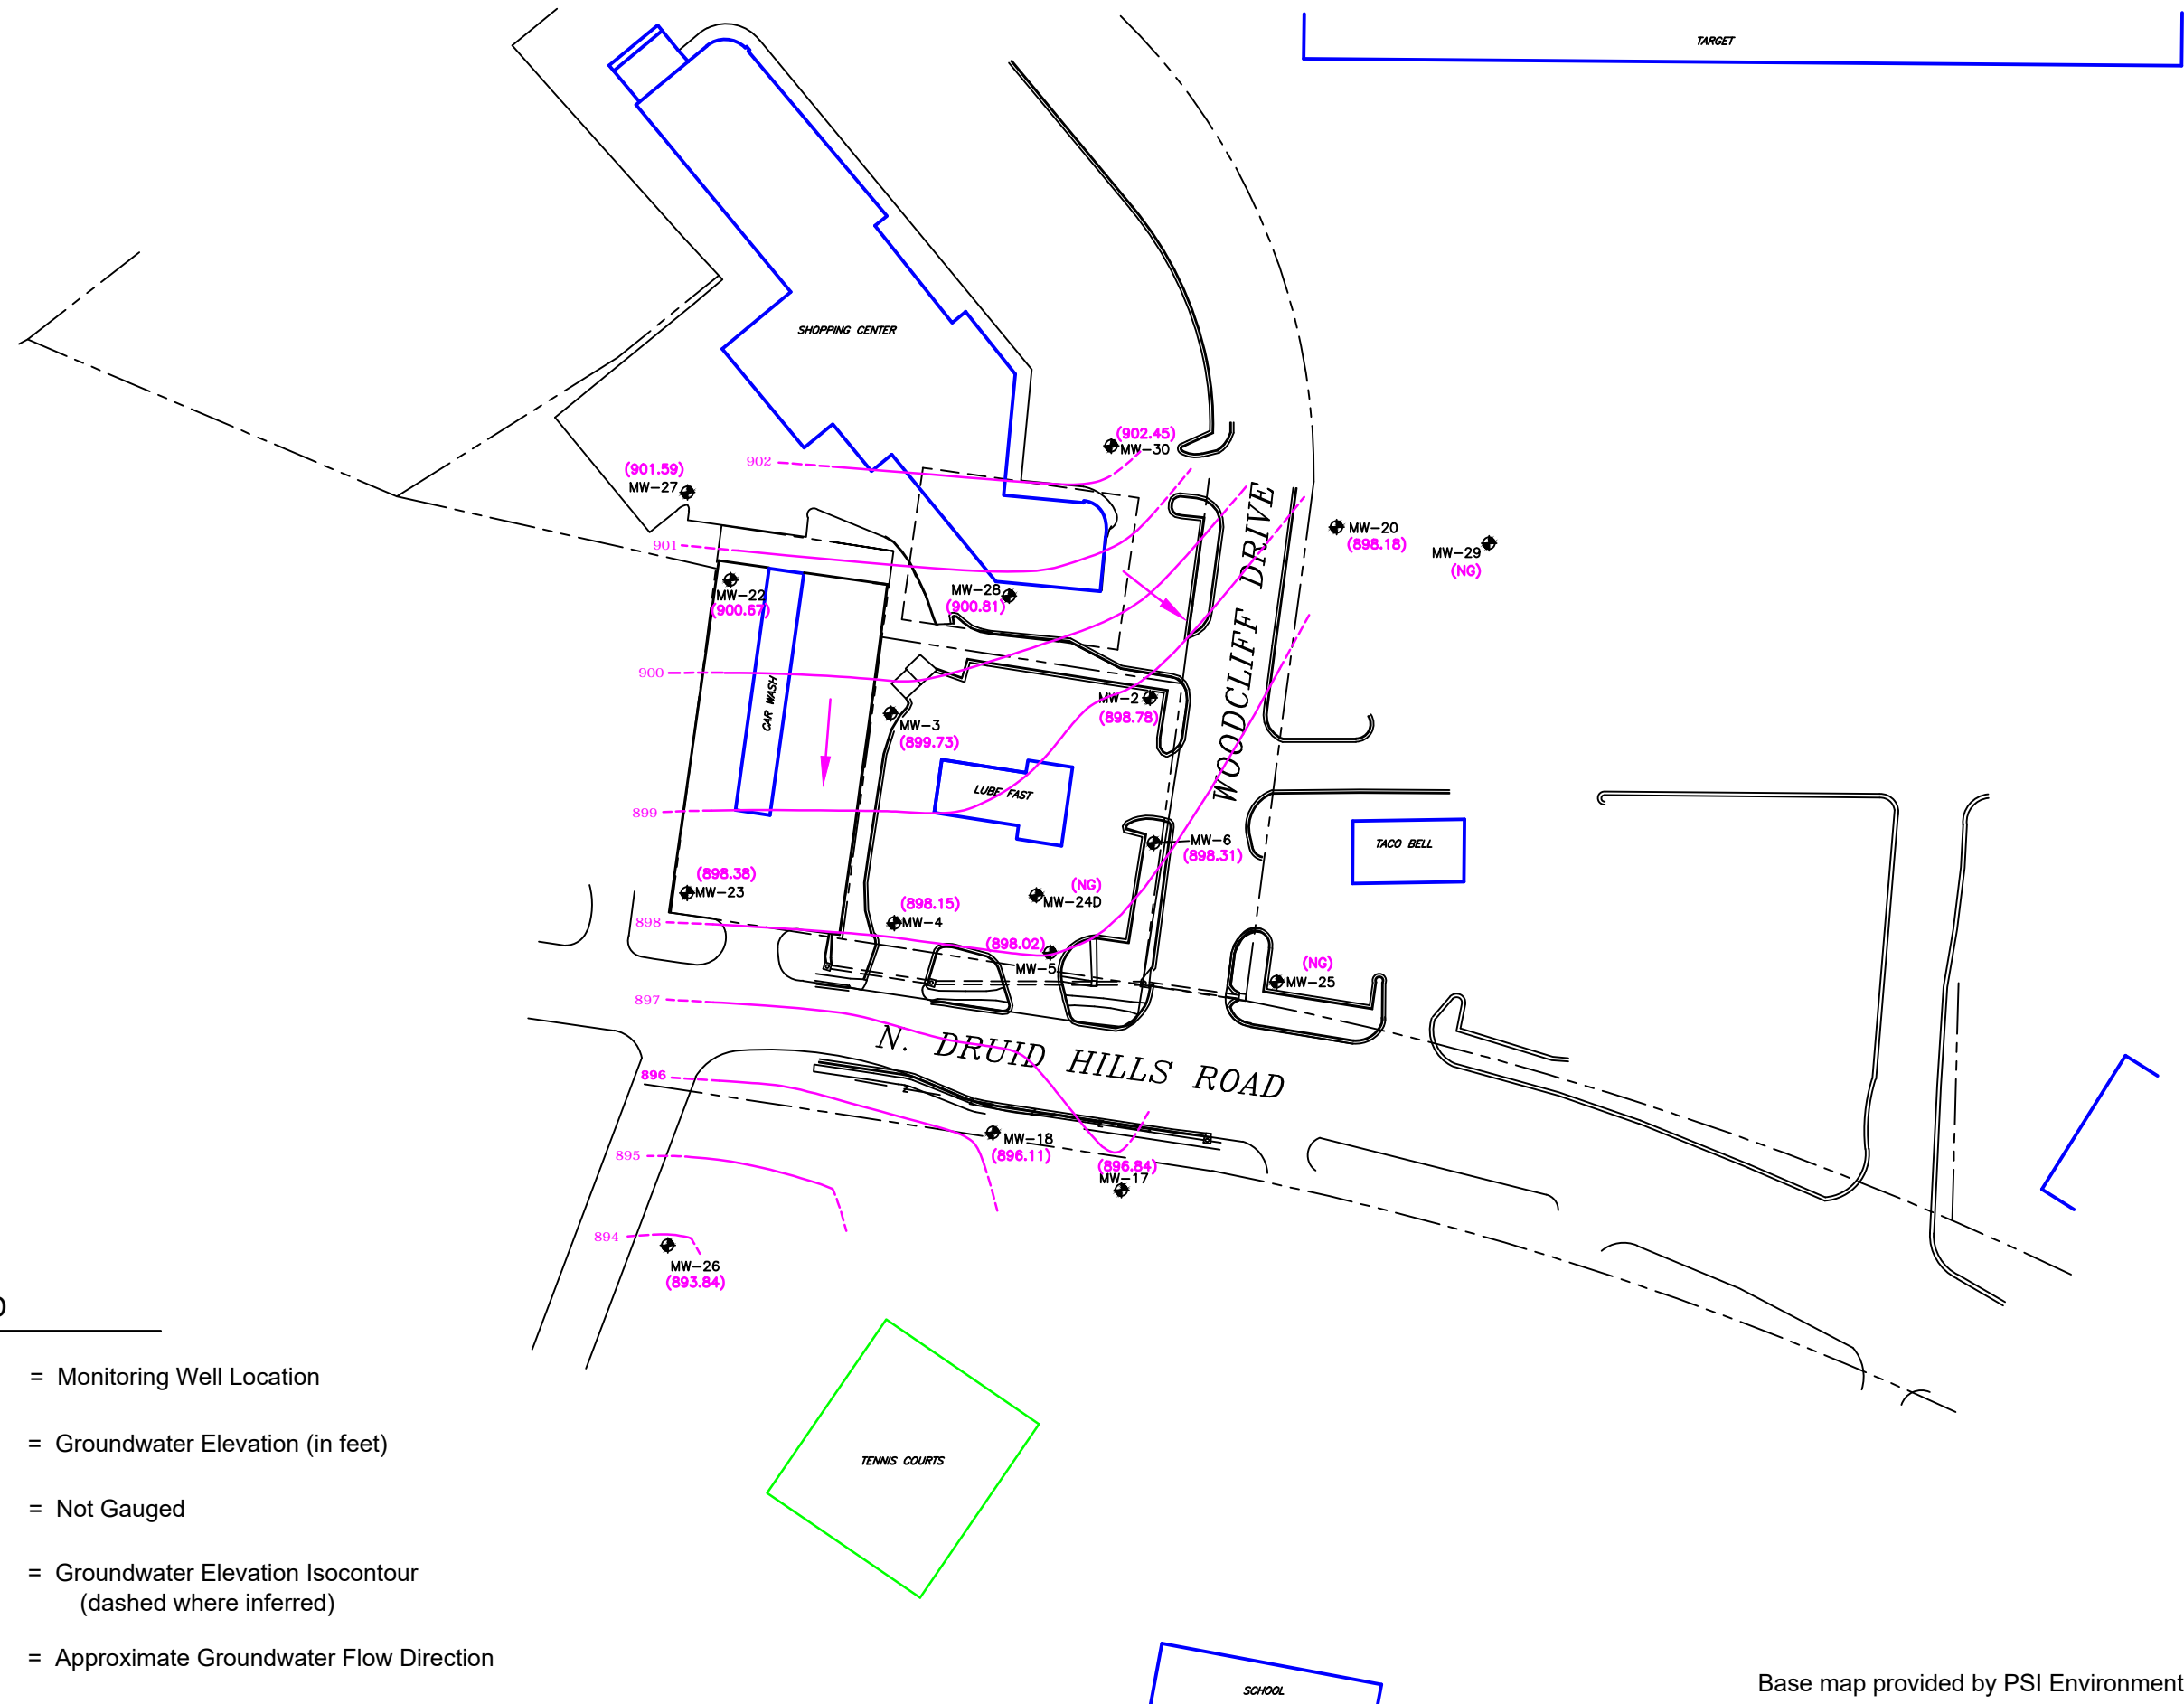 TARGET
SHOPPING CENTER
(902.45)
MW-30
902
(901.59)
MW-27
MW-20
(898.18)
MW-29
(NG)
901
MW-22
(900.67)
MW-28
(900.81)
WOODCLIFF DRIVE
900
CAR WASH
MW-2
(898.78)
MW-3
(899.73)
LUBE FAST
899
MW-6
(898.31)
TACO BELL
(898.38)
MW-23
(NG)
MW-24D
(898.15)
MW-4
898
(898.02)
MW-5
(NG)
MW-25
897
N. DRUID HILLS ROAD
896
MW-18
(896.11)
895
(896.84)
MW-17
894
MW-26
(893.84)
D
= Monitoring Well Location
= Groundwater Elevation (in feet)
= Not Gauged
= Groundwater Elevation Isocontour
(dashed where inferred)
= Approximate Groundwater Flow Direction
TENNIS COURTS
SCHOOL
Base map provided by PSI Environment